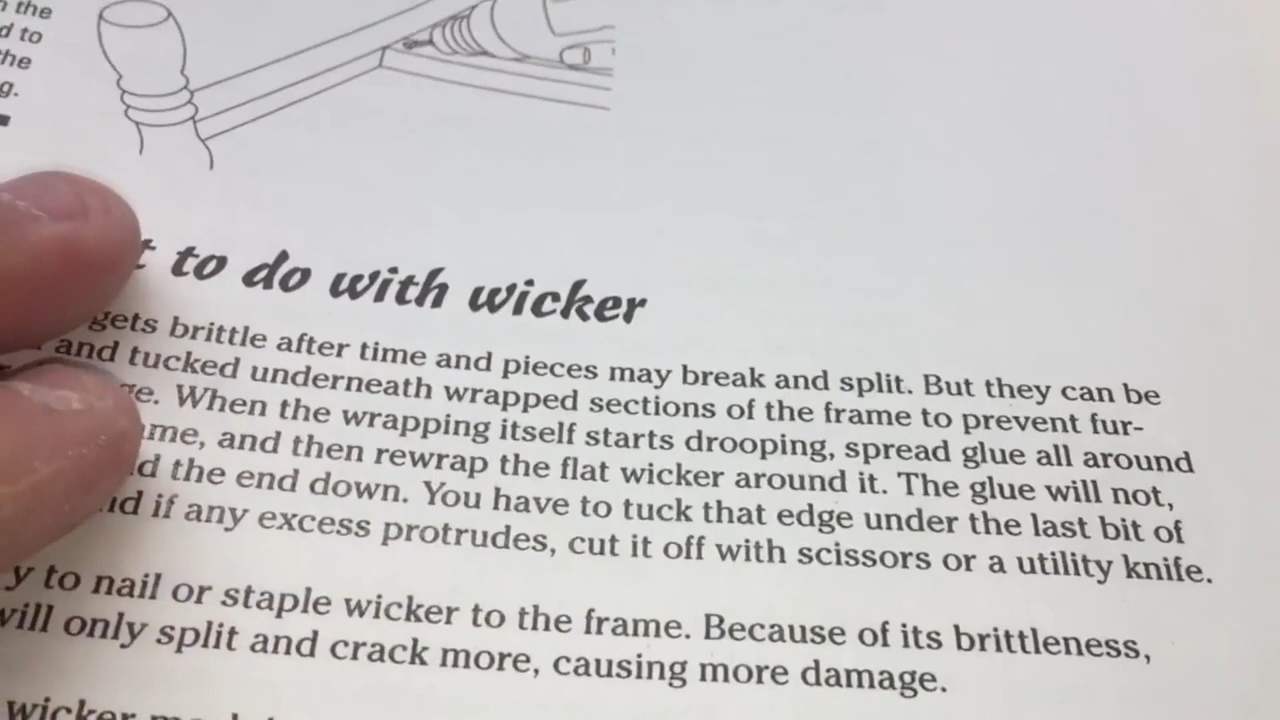 the
d to
the
g.
to do with wicker
gets brittle after time and pieces may break and split. But they can be
and tucked underneath wrapped sections of the frame to prevent fur-
ge. When the wrapping itself starts drooping, spread glue all around
ame, and then rewrap the flat wicker around it. The glue will not,
d the end down. You have to tuck that edge under the last bit of
nd if any excess protrudes, cut it off with scissors or a utility knife.
y to nail or staple wicker to the frame. Because of its brittleness,
will only split and crack more, causing more damage.
wicker